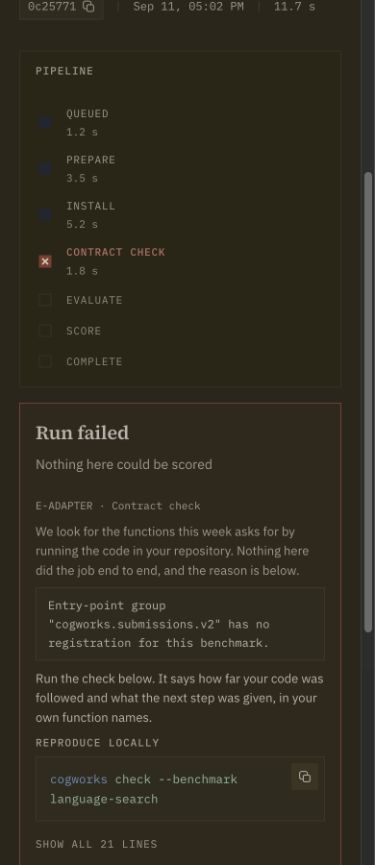 0c25771 | Sep 11, 05:02 PM | 11.7 s
PIPELINE
QUEUED
1.2 s
PREPARE
3.5 s
INSTALL
5.2 s
CONTRACT CHECK
1.8 s
EVALUATE
SCORE
COMPLETE
Run failed
Nothing here could be scored
E-ADAPTER · Contract check
We look for the functions this week asks for by
running the code in your repository. Nothing here
did the job end to end, and the reason is below.
Entry-point group
"cogworks.submissions.v2" has no
registration for this benchmark.
Run the check below. It says how far your code was
followed and what the next step was given, in your
own function names.
REPRODUCE LOCALLY
cogworks check --benchmark
language-search
SHOW ALL 21 LINES